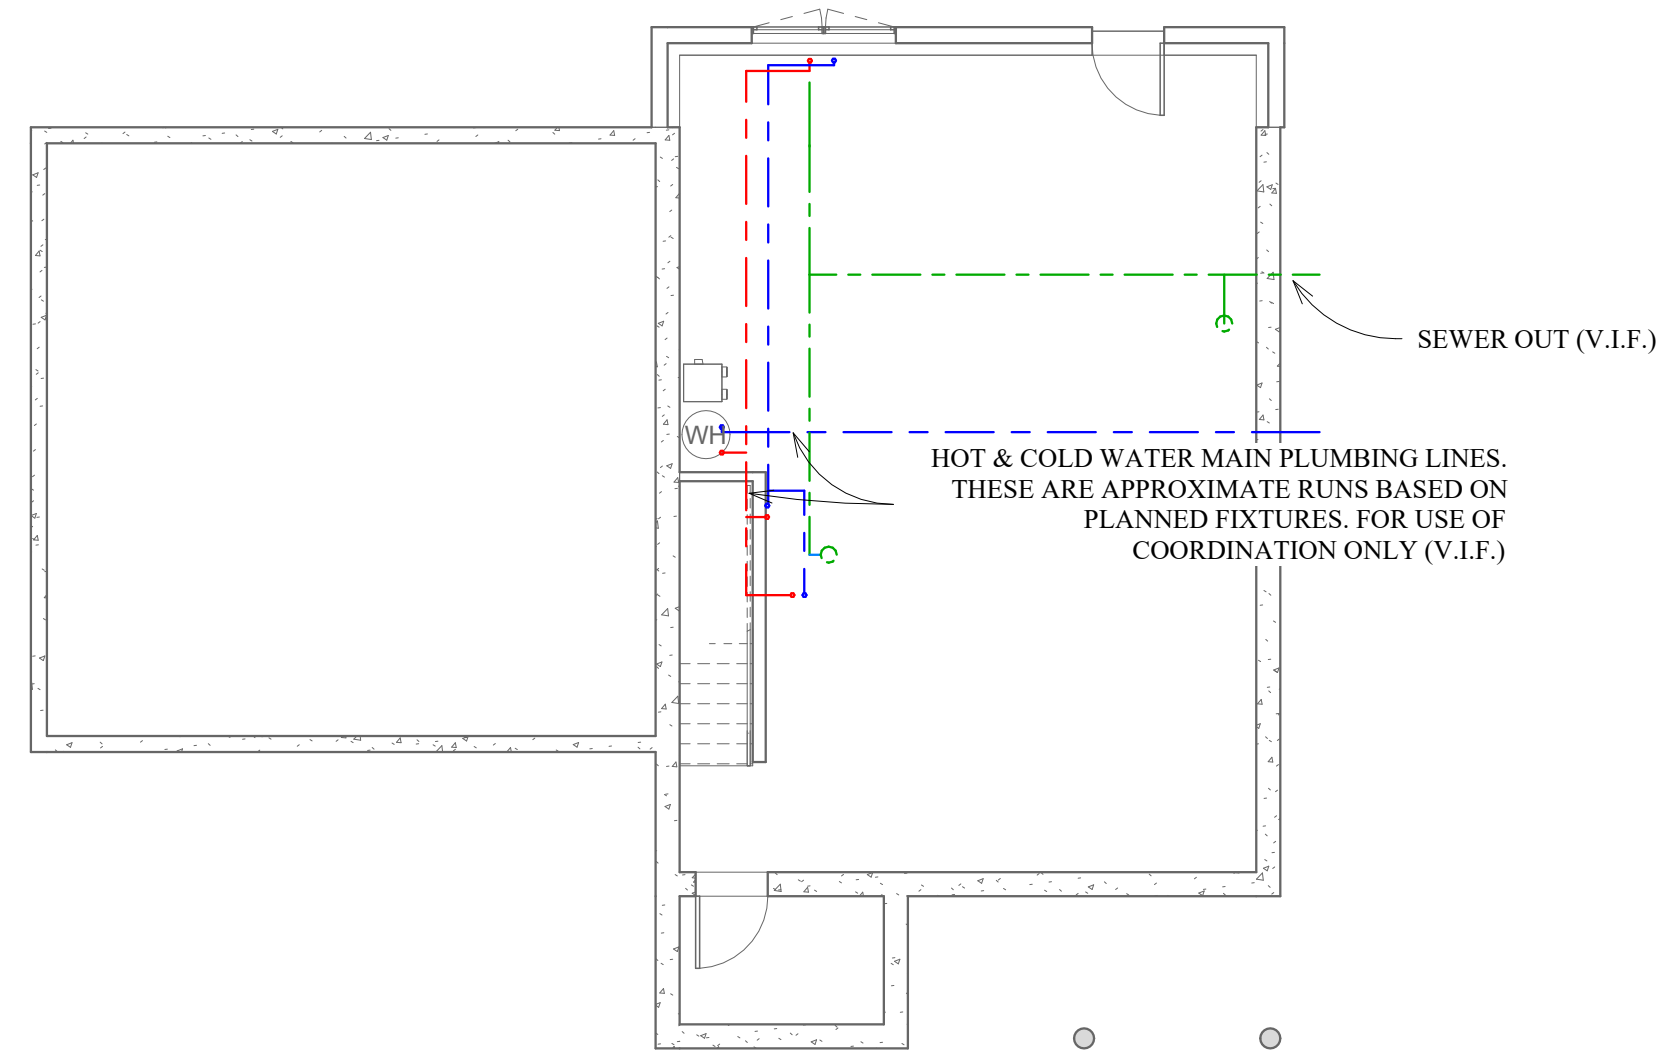 SEWER OUT (V.I.F.)
WH
HOT & COLD WATER MAIN PLUMBING LINES.
THESE ARE APPROXIMATE RUNS BASED ON
PLANNED FIXTURES. FOR USE OF
COORDINATION ONLY (V.I.F.)